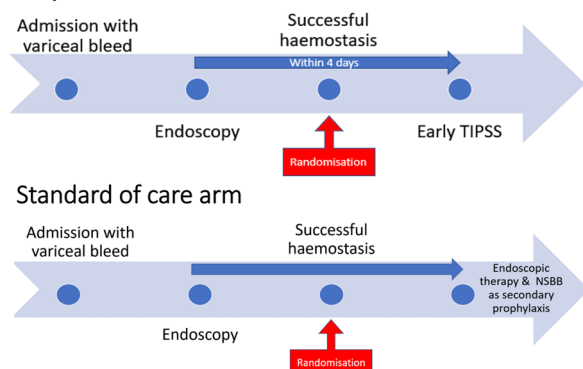 Admission with
variceal bleed
Successful
haemostasis
Within 4 days
Endoscopy
Early TIPSS
Randomisation
Standard of care arm
Admission with
variceal bleed
Successful
haemostasis
Endoscopic
therapy & NSBB
as secondary
prophylaxis
Endoscopy
Randomisation